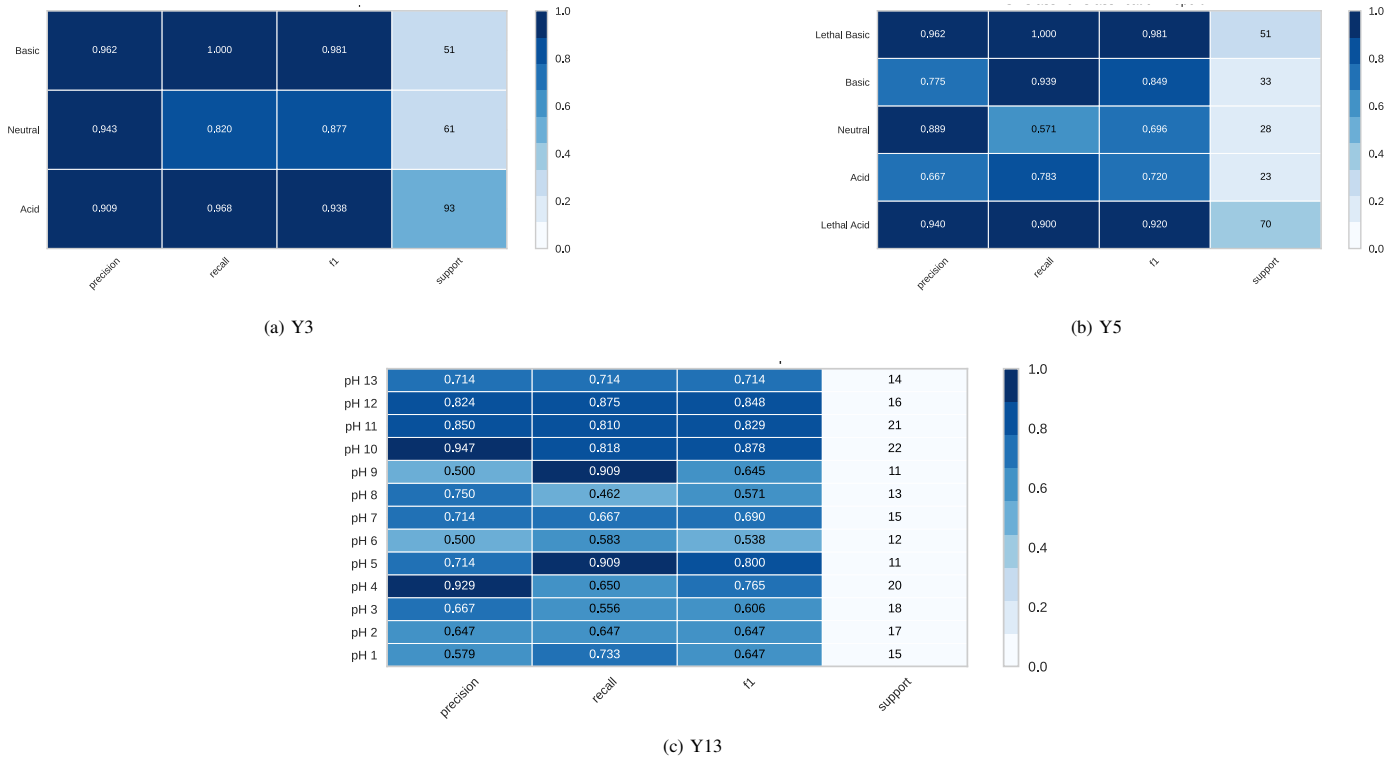 Basic 0.962 1.000 0.981 51
Neutral 0.943 0.820 0.877 61
Acid 0.909 0.968 0.938 93
precision recall f1 support
1.0
0.8
0.6
0.4
0.2
0.0
(a) Y3
Lethal Basic 0.962 1.000 0.981 51
Basic 0.775 0.939 0.849 33
Neutral 0.889 0.571 0.696 28
Acid 0.667 0.783 0.720 23
Lethal Acid 0.940 0.900 0.920 70
precision recall f1 support
1.0
0.8
0.6
0.4
0.2
0.0
(b) Y5
pH 13 0.714 0.714 0.714 14
pH 12 0.824 0.875 0.848 16
pH 11 0.850 0.810 0.829 21
pH 10 0.947 0.818 0.878 22
pH 9 0.500 0.909 0.645 11
pH 8 0.750 0.462 0.571 13
pH 7 0.714 0.667 0.690 15
pH 6 0.500 0.583 0.538 12
pH 5 0.714 0.909 0.800 11
pH 4 0.929 0.650 0.765 20
pH 3 0.667 0.556 0.606 18
pH 2 0.647 0.647 0.647 17
pH 1 0.579 0.733 0.647 15
precision recall f1 support
1.0
0.8
0.6
0.4
0.2
0.0
(c) Y13